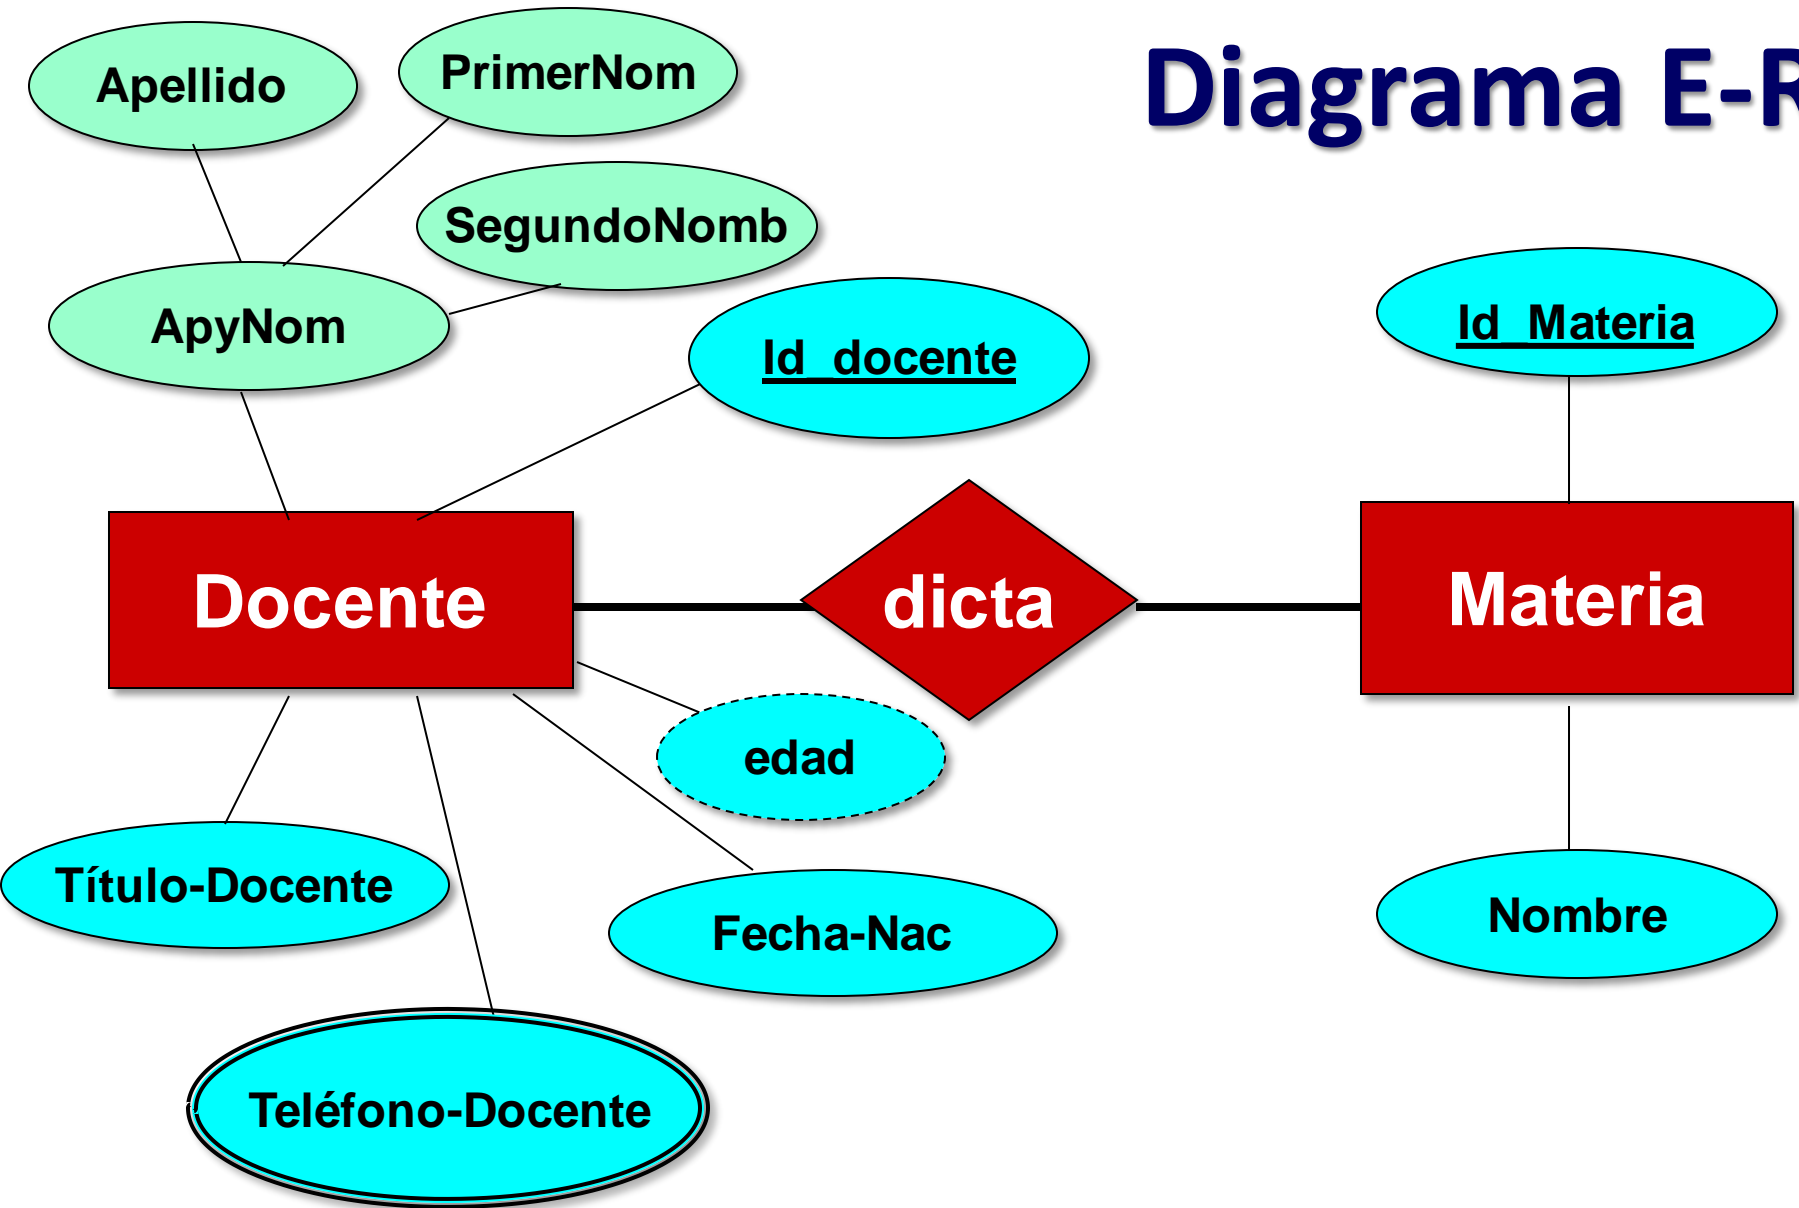 Diagrama E-R
Apellido
PrimerNom
SegundoNomb
ApyNom
Id_docente
Id_Materia
Docente
dicta
Materia
edad
Título-Docente
Fecha-Nac
Nombre
Teléfono-Docente